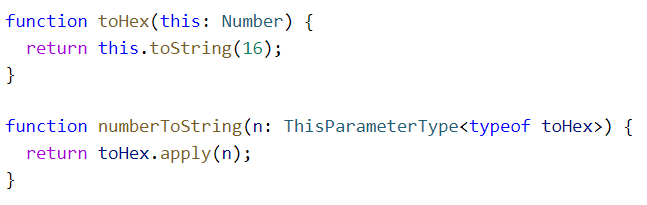 function toHex(this: Number) {
  return this.toString(16);
}

function numberToString(n: ThisParameterType<typeof toHex>) {
  return toHex.apply(n);
}